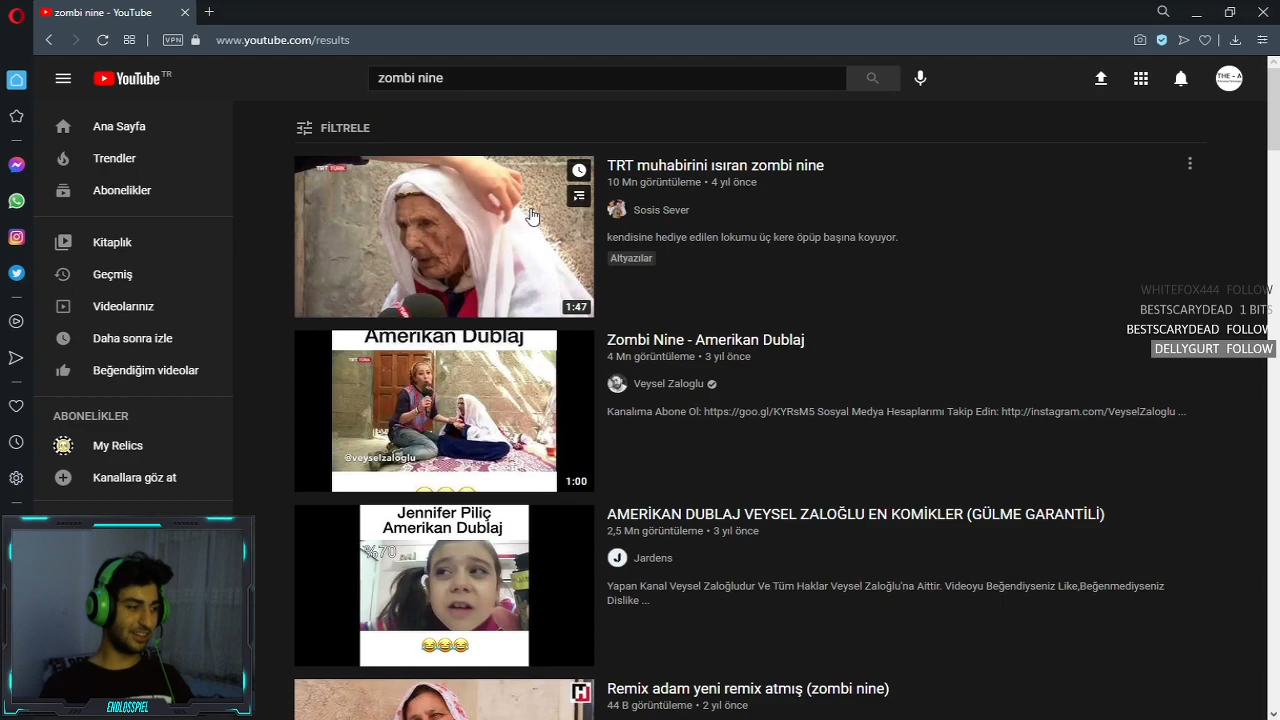 zombi nine - YouTube
VPN
www.youtube.com/results
YouTube TR
zombi nine
THE - A
Ana Sayfa
Trendler
Abonelikler
Kitaplık
Geçmiş
Videolarınız
Daha sonra izle
Beğendiğim videolar
ABONELİKLER
My Relics
Kanallara göz at
FİLTRELE
TRT TÜRK
1:47
TRT muhabirini ısıran zombi nine
10 Mn görüntüleme • 4 yıl önce
Sosis Sever
kendisine hediye edilen lokumu üç kere öpüp başına koyuyor.
Altyazılar
WHITEFOX444 FOLLOW
BESTSCARYDEAD 1 BITS
BESTSCARYDEAD FOLLOW
DELLYGURT FOLLOW
Amerikan Dublaj
TRT TÜRK
@veyselzaloglu
1:00
Zombi Nine - Amerikan Dublaj
4 Mn görüntüleme • 3 yıl önce
Veysel Zaloglu
Kanalıma Abone Ol: https://goo.gl/KYRsM5 Sosyal Medya Hesaplarımı Takip Edin: http://instagram.com/VeyselZaloglu ...
Jennifer Piliç
Amerikan Dublaj
%70
AMERİKAN DUBLAJ VEYSEL ZALOĞLU EN KOMİKLER (GÜLME GARANTİLİ)
2,5 Mn görüntüleme • 3 yıl önce
J
Jardens
Yapan Kanal Veysel Zaloğludur Ve Tüm Haklar Veysel Zaloğlu'na Aittir. Videoyu Beğendiyseniz Like,Beğenmediyseniz
Dislike ...
H
Remix adam yeni remix atmış (zombi nine)
44 B görüntüleme • 2 yıl önce
ENDLOSSPIEL